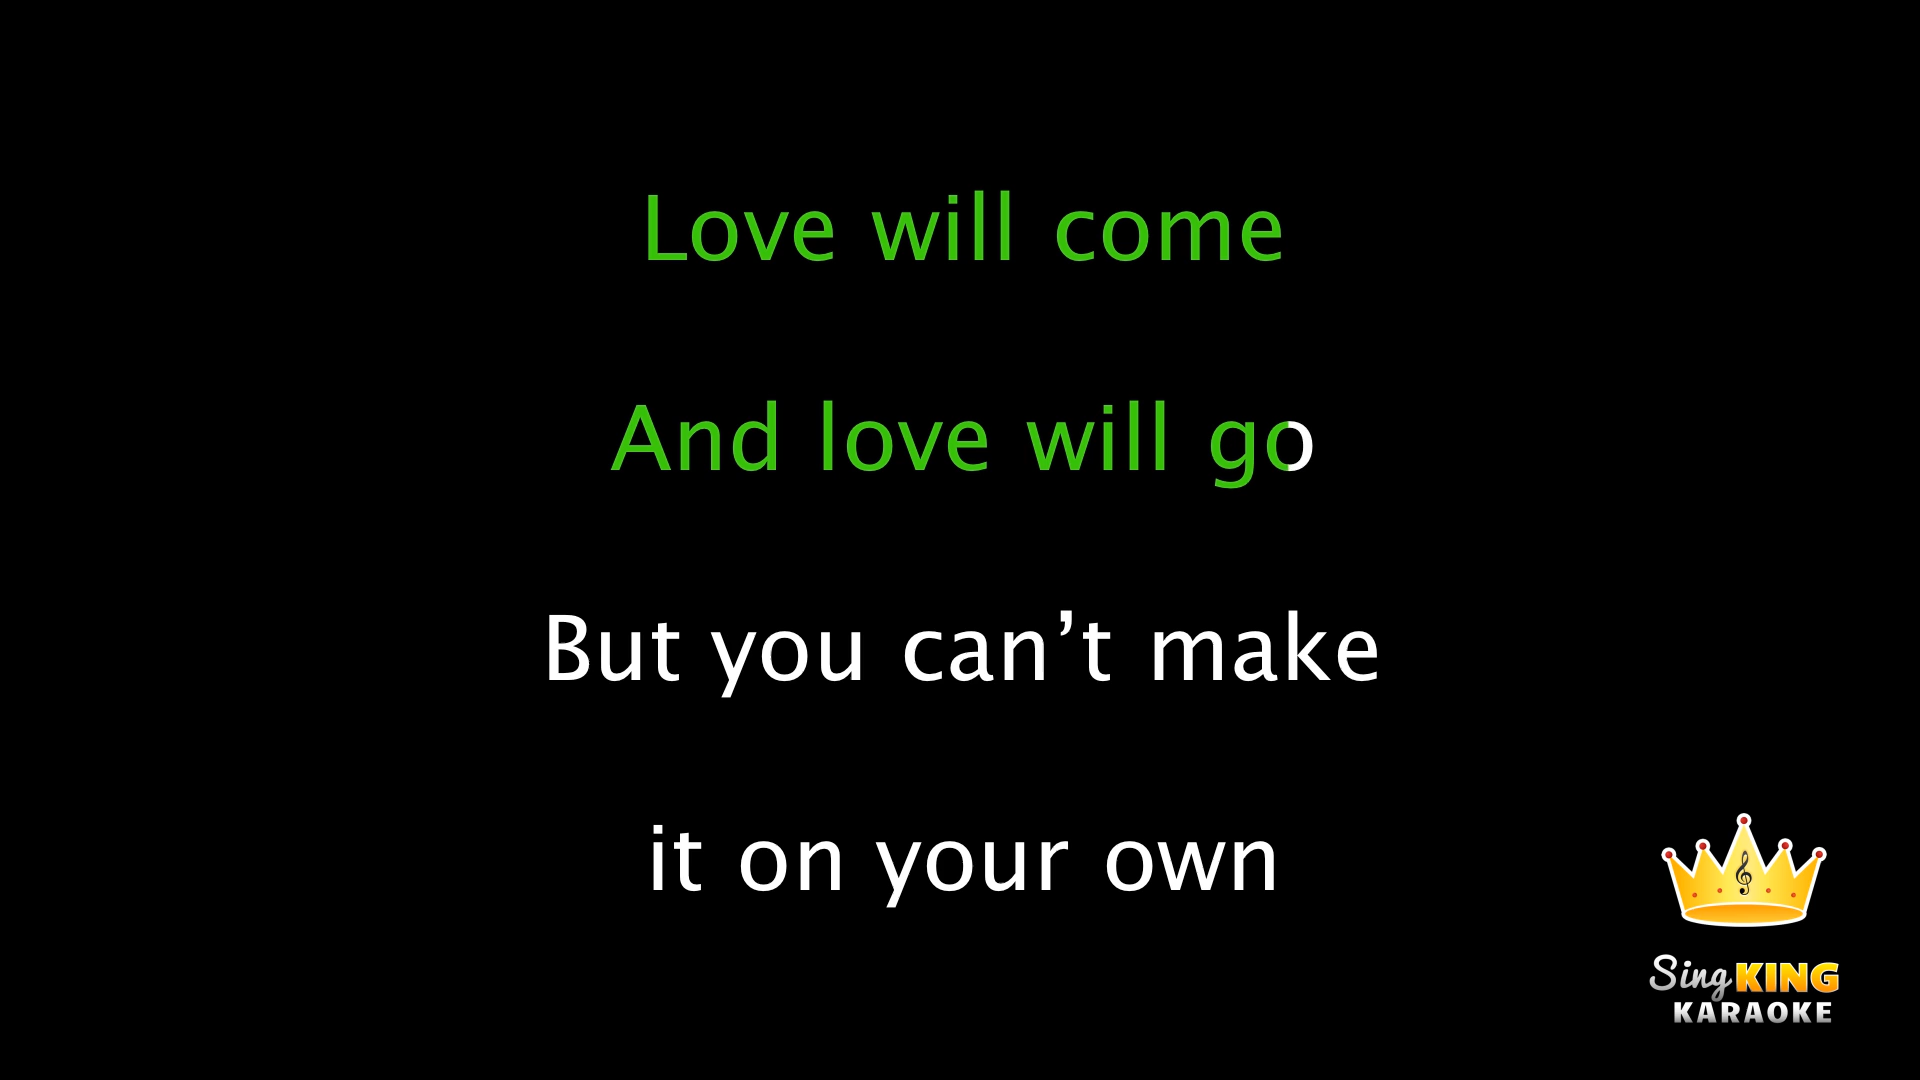 Love will come
And love will go
But you can’t make
it on your own
Sing KING
KARAOKE